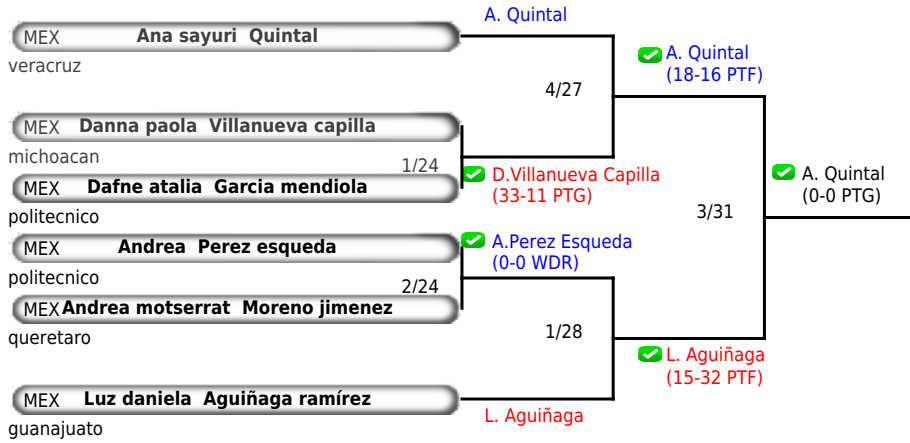 A. Quintal
MEX Ana sayuri Quintal
veracruz
A. Quintal
(18-16 PTF)
4/27
MEX Danna paola Villanueva capilla
michoacan
1/24
D.Villanueva Capilla
(33-11 PTG)
MEX Dafne atalia Garcia mendiola
politecnico
A. Quintal
(0-0 PTG)
3/31
MEX Andrea Perez esqueda
politecnico
A.Perez Esqueda
(0-0 WDR)
2/24
MEX Andrea motserrat Moreno jimenez
queretaro
1/28
L. Aguiñaga
(15-32 PTF)
MEX Luz daniela Aguiñaga ramírez
guanajuato
L. Aguiñaga